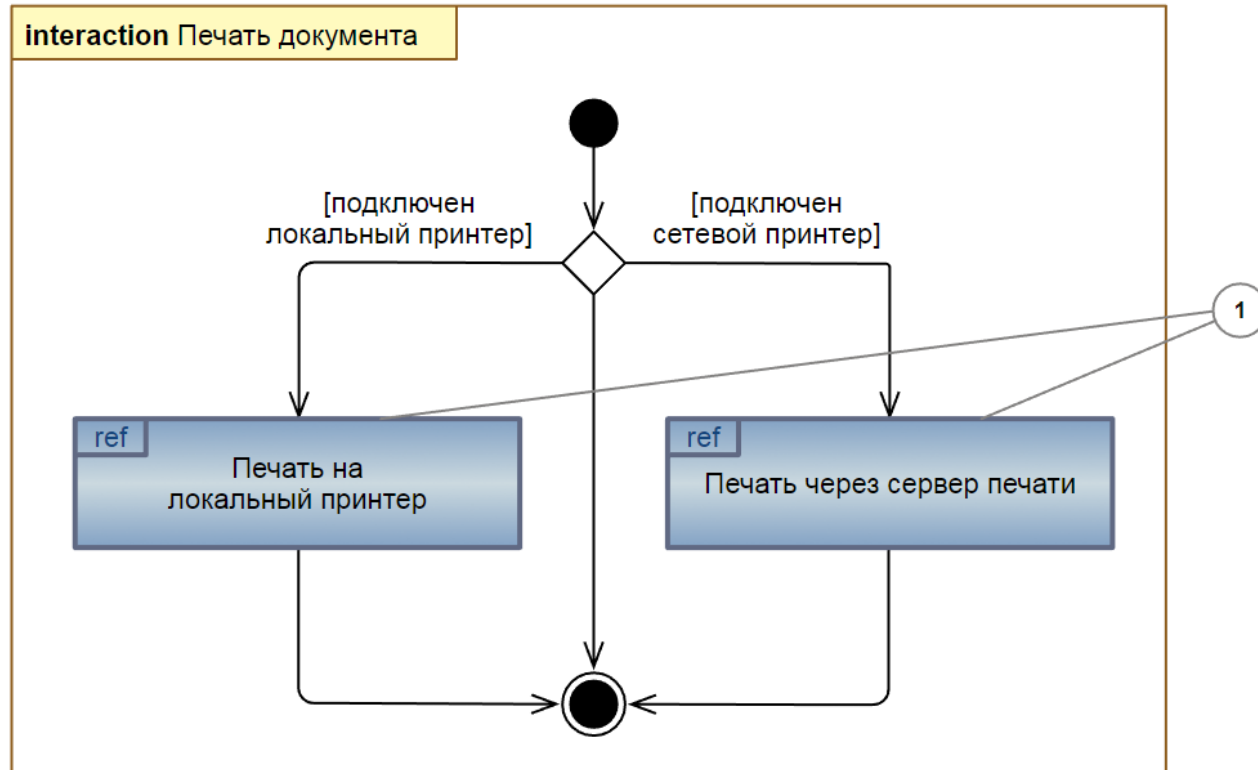 interaction Печать документа
[подключен
локальный принтер]
[подключен
сетевой принтер]
1
ref
Печать на
локальный принтер
ref
Печать через сервер печати